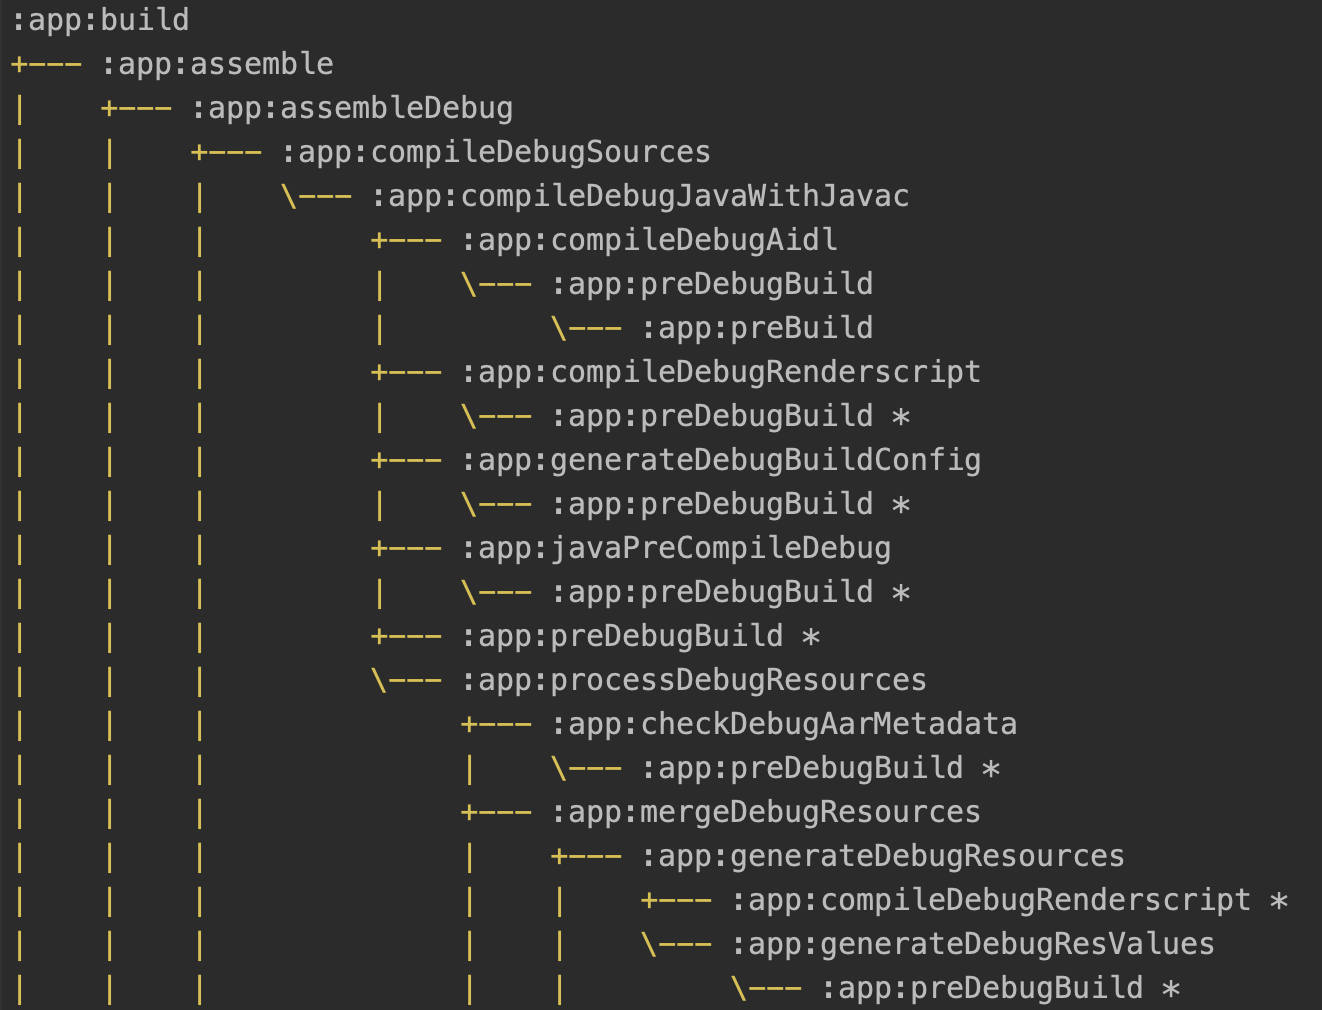 :app:build
+--- :app:assemble
|    +--- :app:assembleDebug
|    |    +--- :app:compileDebugSources
|    |    |    \--- :app:compileDebugJavaWithJavac
|    |    |         +--- :app:compileDebugAidl
|    |    |         |    \--- :app:preDebugBuild
|    |    |         |         \--- :app:preBuild
|    |    |         +--- :app:compileDebugRenderscript
|    |    |         |    \--- :app:preDebugBuild *
|    |    |         +--- :app:generateDebugBuildConfig
|    |    |         |    \--- :app:preDebugBuild *
|    |    |         +--- :app:javaPreCompileDebug
|    |    |         |    \--- :app:preDebugBuild *
|    |    |         +--- :app:preDebugBuild *
|    |    |         \--- :app:processDebugResources
|    |    |              +--- :app:checkDebugAarMetadata
|    |    |              |    \--- :app:preDebugBuild *
|    |    |              +--- :app:mergeDebugResources
|    |    |              |    +--- :app:generateDebugResources
|    |    |              |    |    +--- :app:compileDebugRenderscript *
|    |    |              |    |    \--- :app:generateDebugResValues
|    |    |              |    |         \--- :app:preDebugBuild *